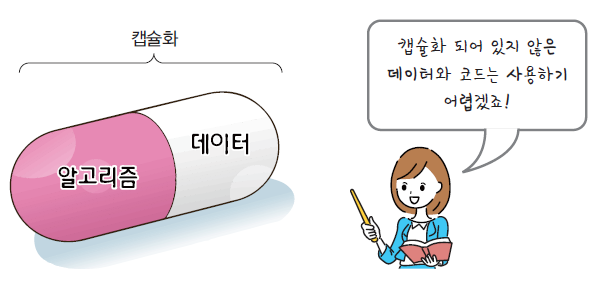 캡슐화
알고리즘
데이터
캡슐화 되어 있지 않은
데이터와 코드는 사용하기
어렵겠죠!